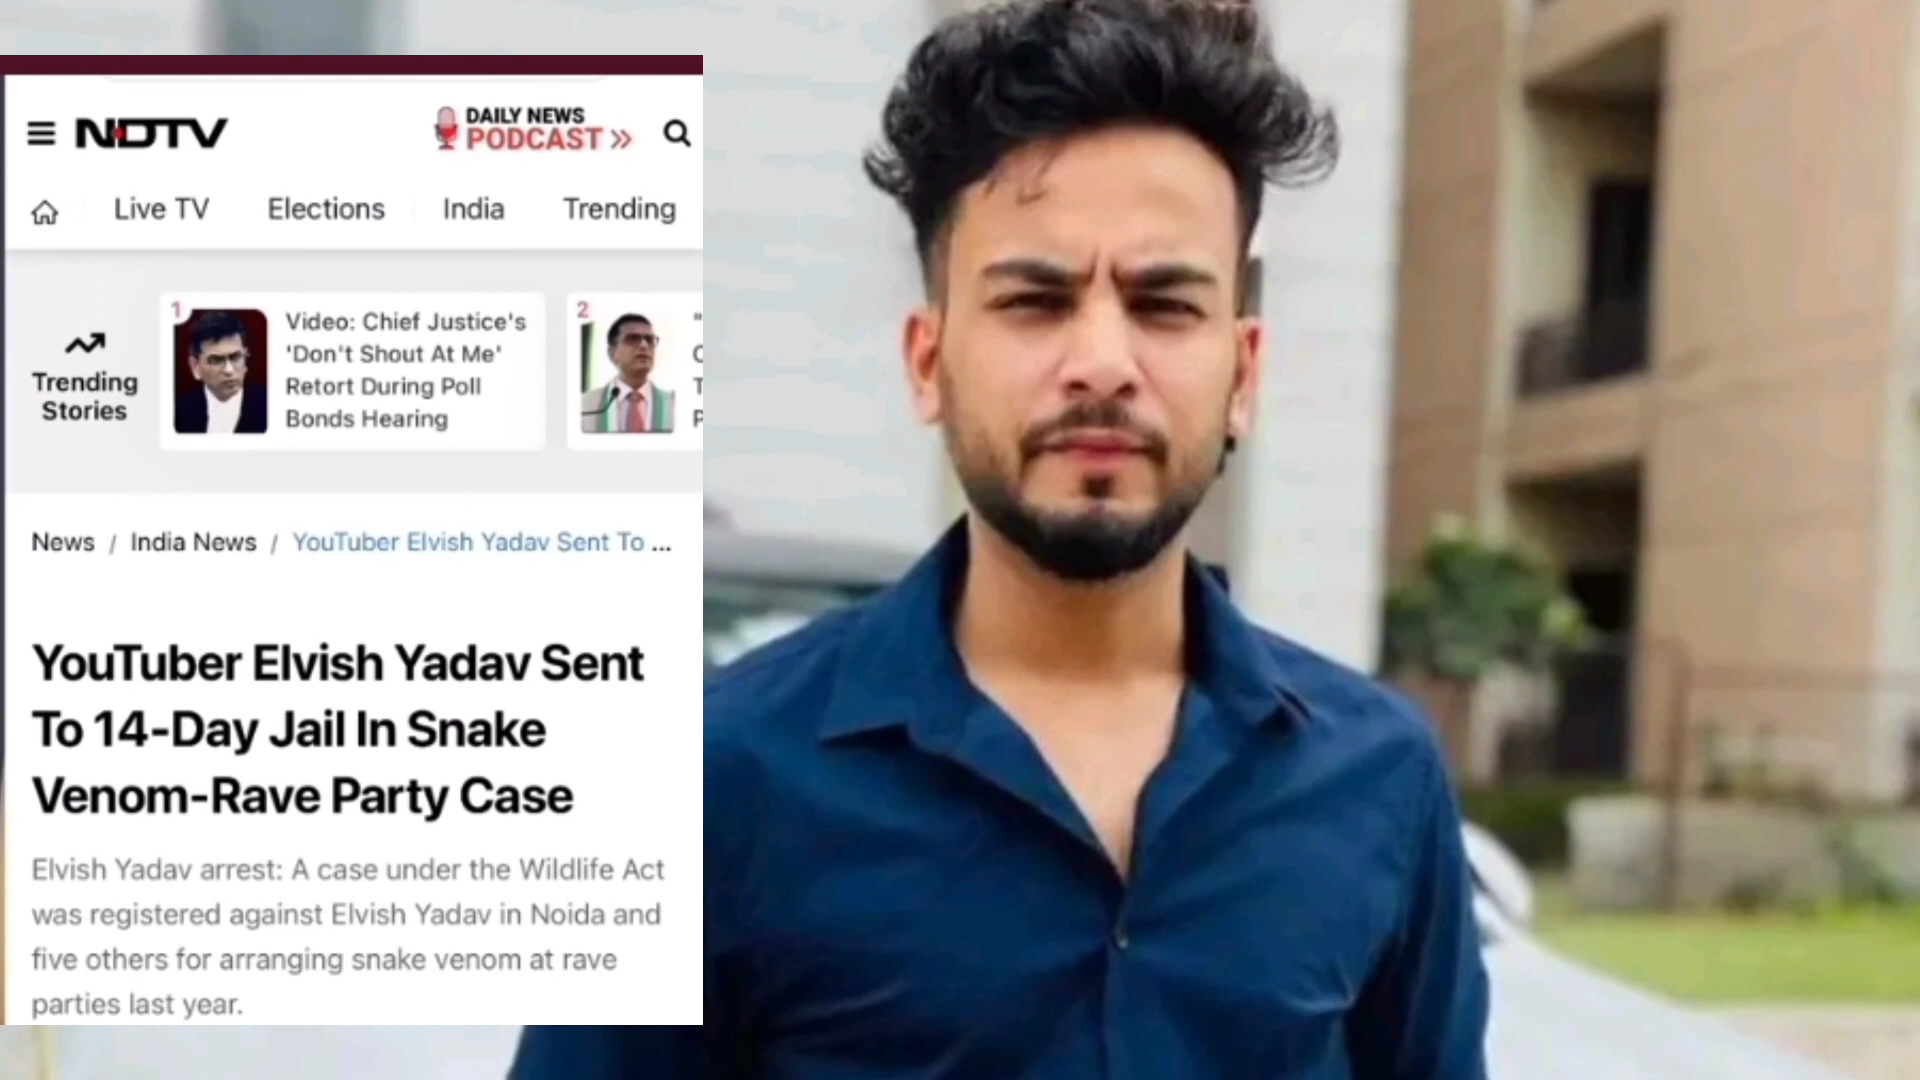 NDTV
DAILY NEWS
PODCAST »
Live TV
Elections
India
Trending
Trending
Stories
1
Video: Chief Justice's
'Don't Shout At Me'
Retort During Poll
Bonds Hearing
2
"
News / India News / YouTuber Elvish Yadav Sent To ...
YouTuber Elvish Yadav Sent
To 14-Day Jail In Snake
Venom-Rave Party Case
Elvish Yadav arrest: A case under the Wildlife Act
was registered against Elvish Yadav in Noida and
five others for arranging snake venom at rave
parties last year.